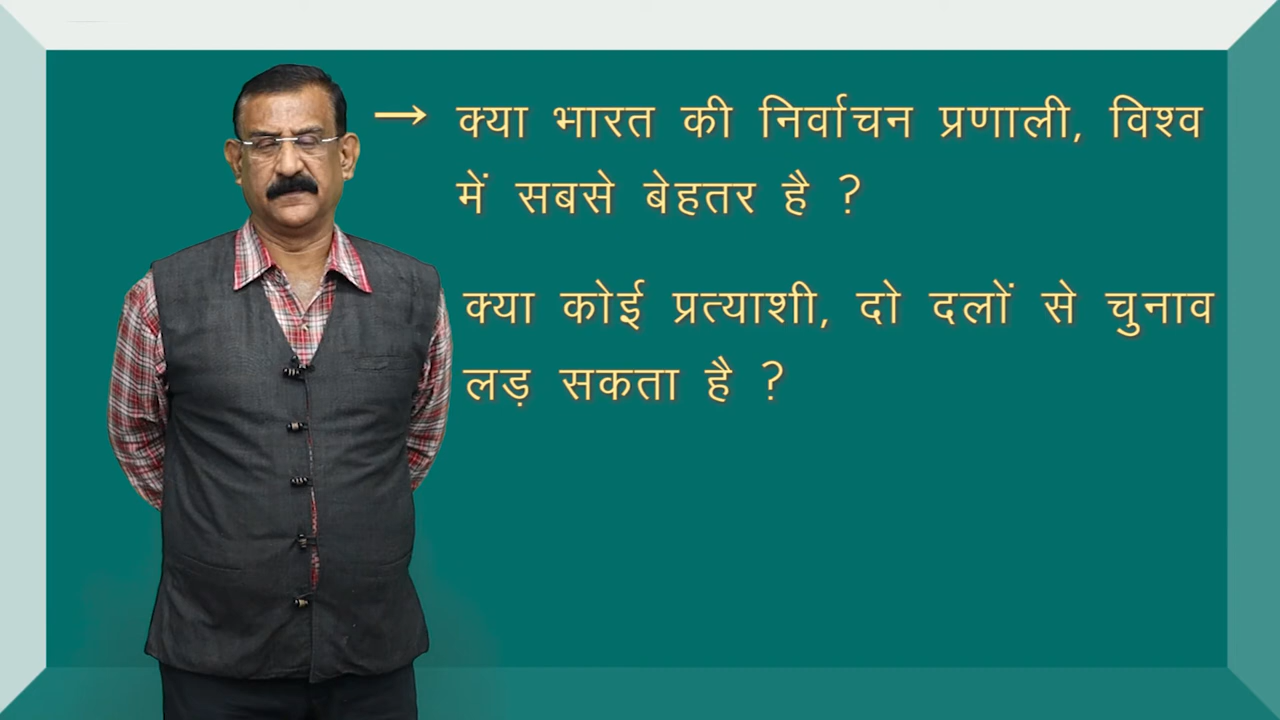 → क्या भारत की निर्वाचन प्रणाली, विश्व
में सबसे बेहतर है ?
क्या कोई प्रत्याशी, दो दलों से चुनाव
लड़ सकता है ?